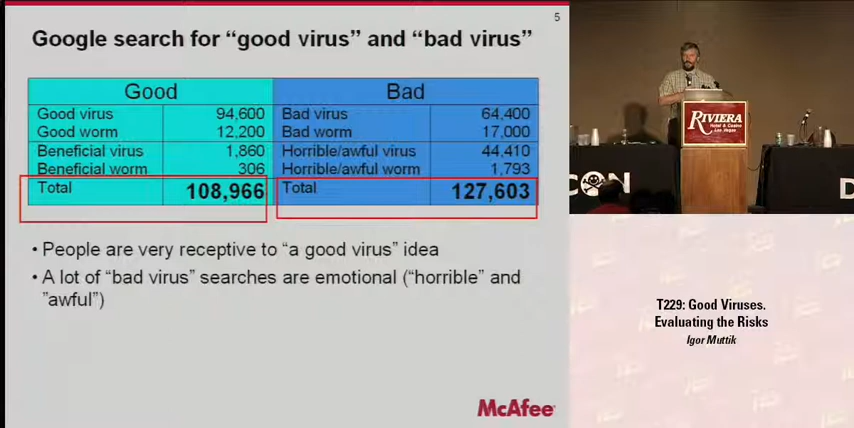 5
Google search for “good virus” and “bad virus”
Good Bad
Good virus 94,600 Bad virus 64,400
Good worm 12,200 Bad worm 17,000
Beneficial virus 1,860 Horrible/awful virus 44,410
Beneficial worm 306 Horrible/awful worm 1,793
Total 108,966 Total 127,603
• People are very receptive to “a good virus” idea
• A lot of “bad virus” searches are emotional (“horrible” and
”awful”)
McAfee
RIVIERA
Hotel & Casino
Las Vegas
CON
D
T229: Good Viruses.
Evaluating the Risks
Igor Muttik